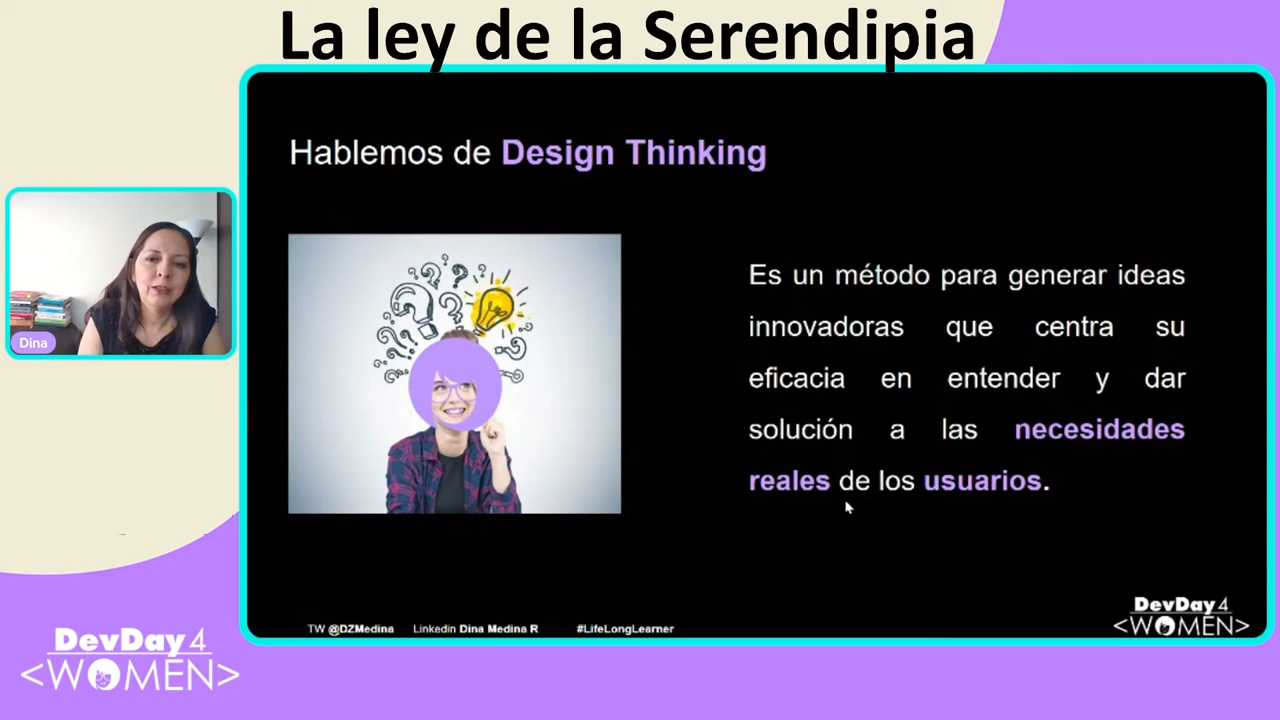 La ley de la Serendipia
Hablemos de Design Thinking
Es un método para generar ideas
innovadoras que centra su
eficacia en entender y dar
solución a las necesidades
reales de los usuarios.
Dina
TW @DZMedina Linkedin Dina Medina R #LifeLongLearner
DevDay4
<WOMEN>
DevDay4
<WOMEN>